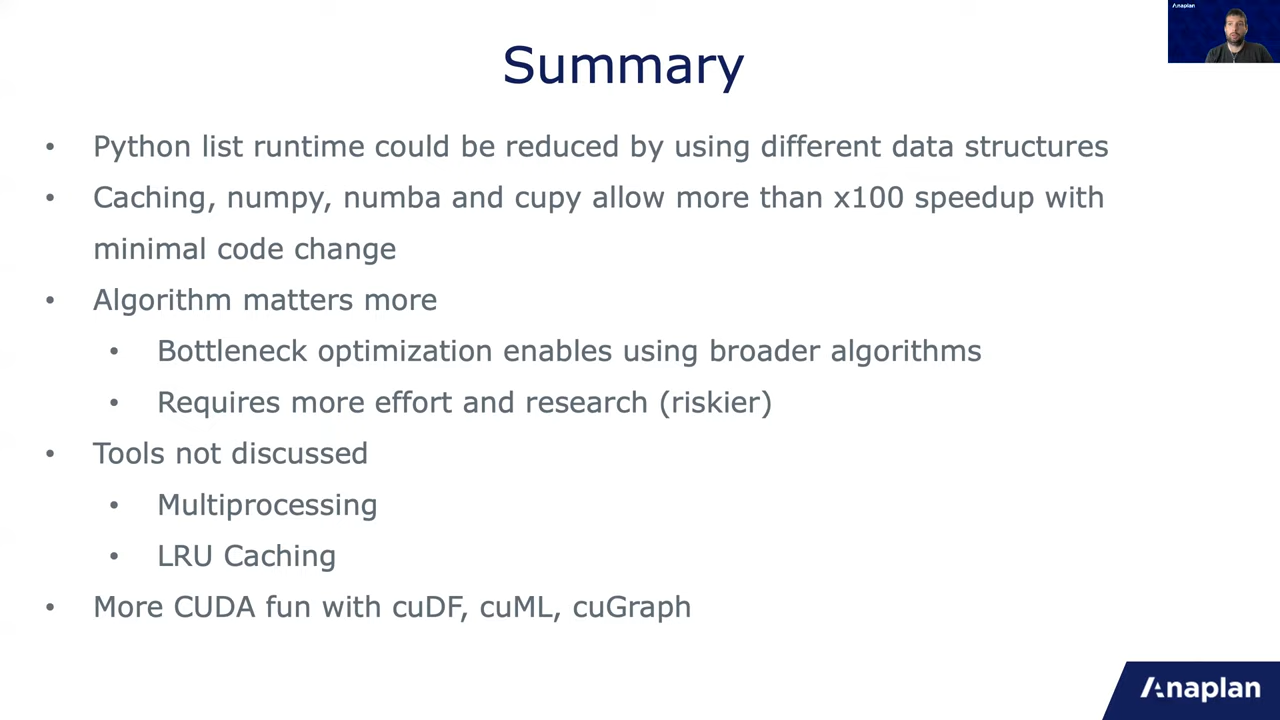 Anaplan
Summary
• Python list runtime could be reduced by using different data structures
• Caching, numpy, numba and cupy allow more than x100 speedup with
minimal code change
• Algorithm matters more
• Bottleneck optimization enables using broader algorithms
• Requires more effort and research (riskier)
• Tools not discussed
• Multiprocessing
• LRU Caching
• More CUDA fun with cuDF, cuML, cuGraph
Anaplan